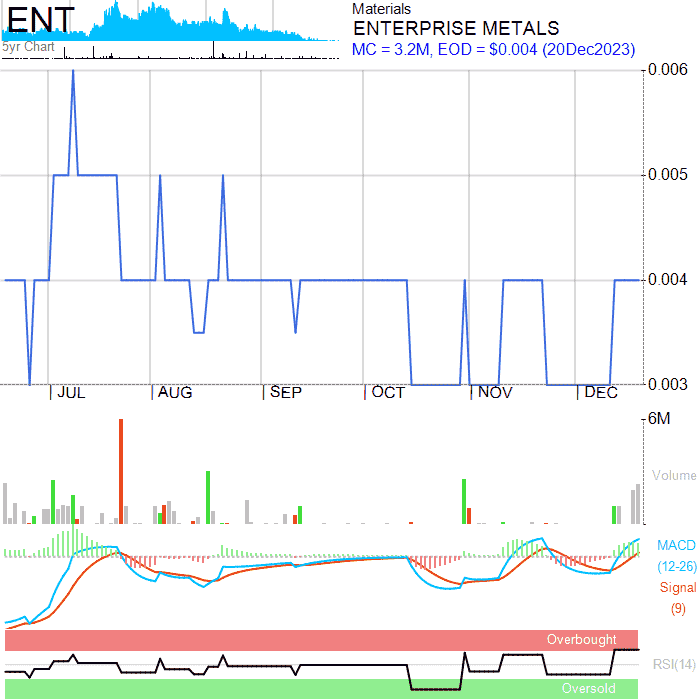 ENT
5yr Chart
Materials
ENTERPRISE METALS
MC = 3.2M, EOD = $0.004 (20Dec2023)
0.006
0.005
0.004
0.003
JUL AUG SEP OCT NOV DEC
6M
Volume
MACD
(12-26)
Signal
(9)
Overbought
RSI(14)
Oversold